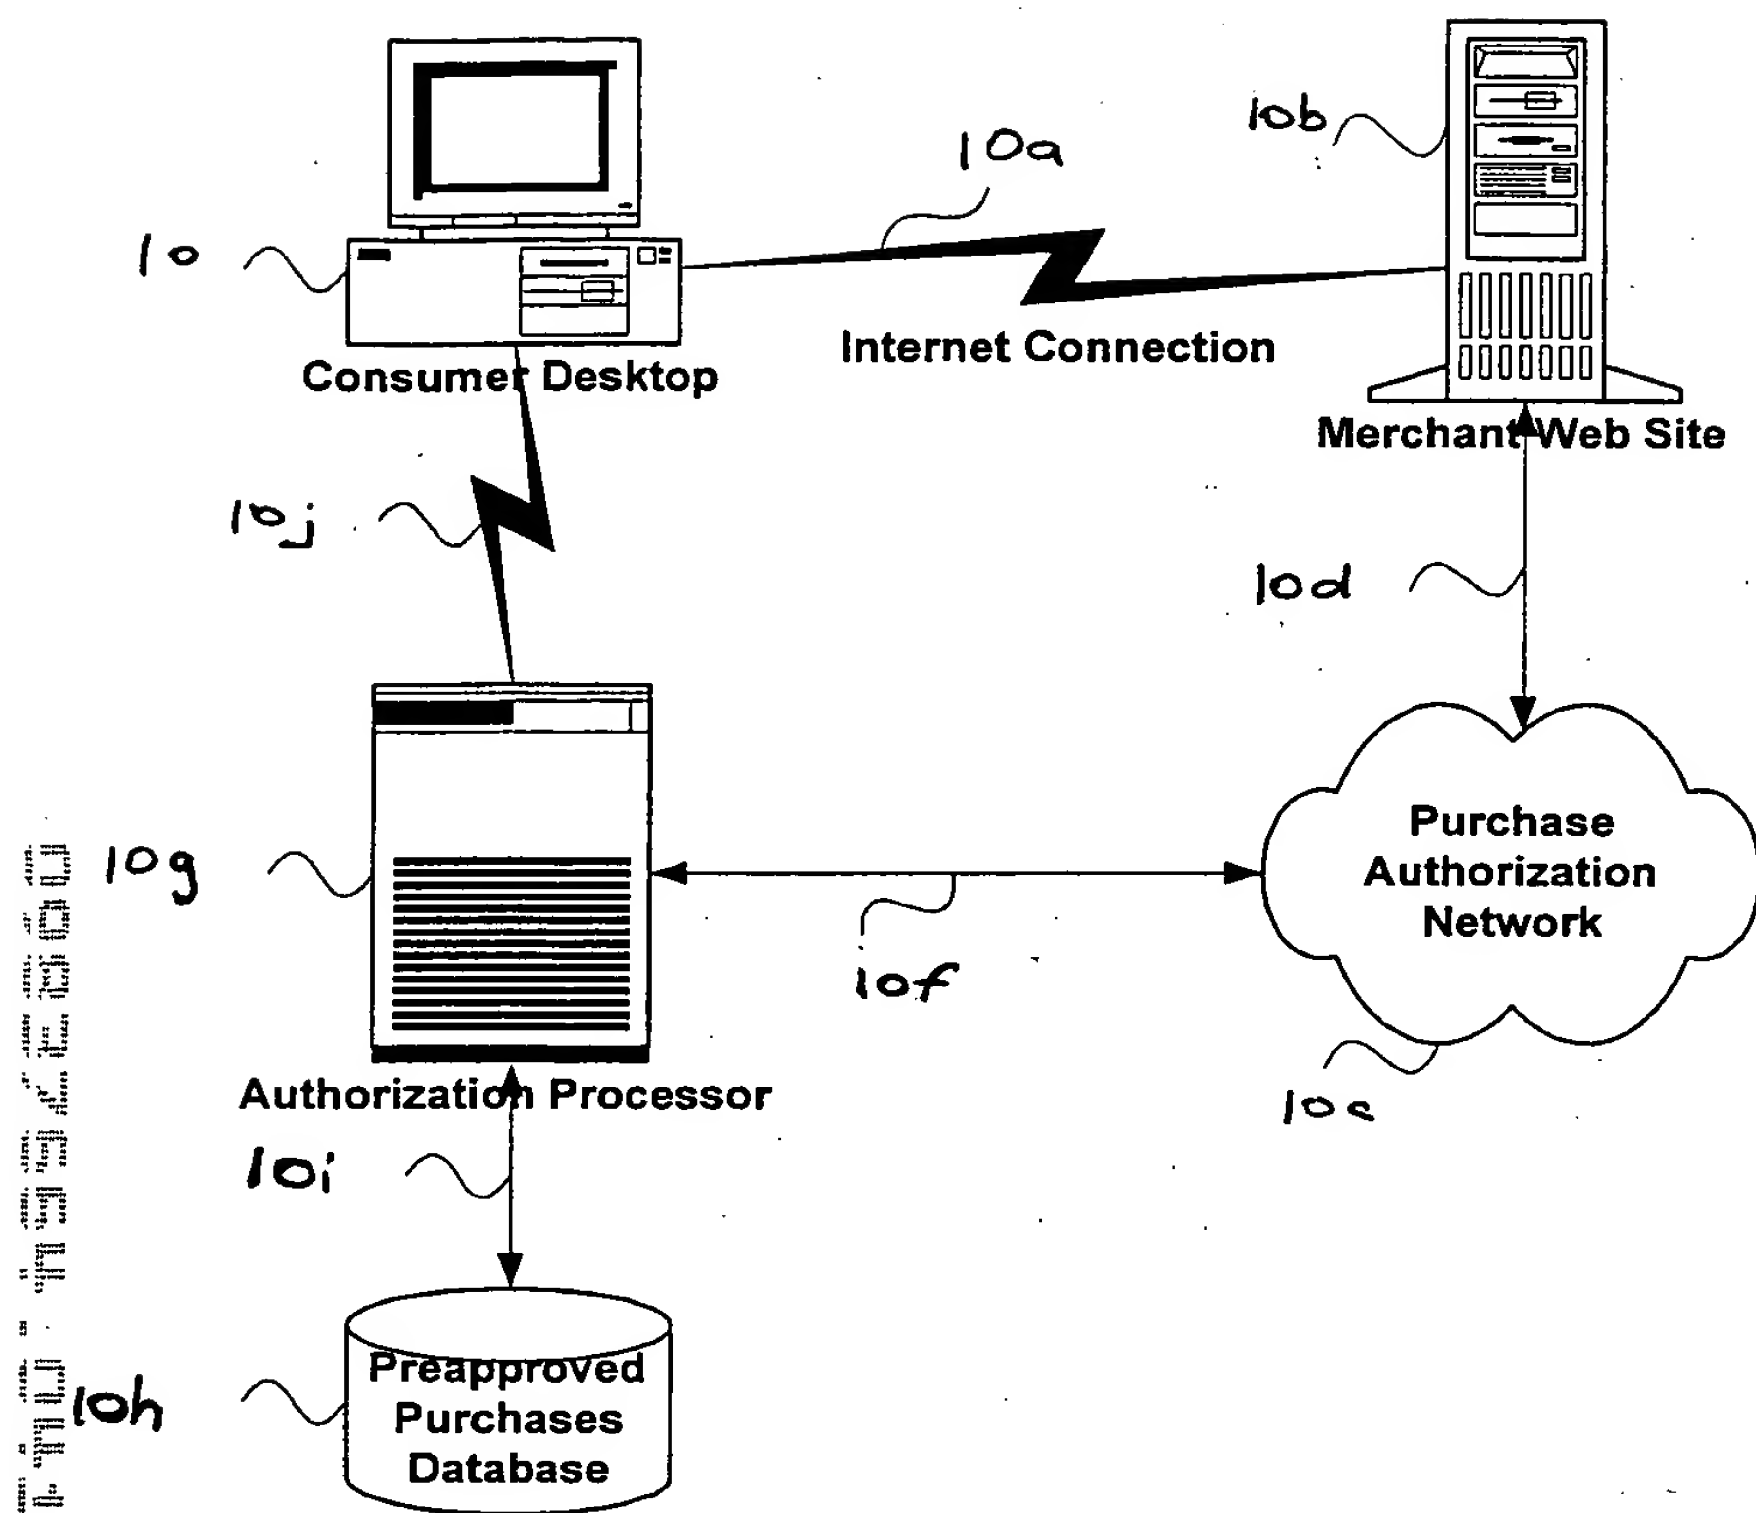 10a
10b
10
Internet Connection
Consumer Desktop
Merchant Web Site
10j
10d
Purchase
Authorization
Network
10g
10f
Authorization Processor
10c
10i
Preapproved
Purchases
Database
10h